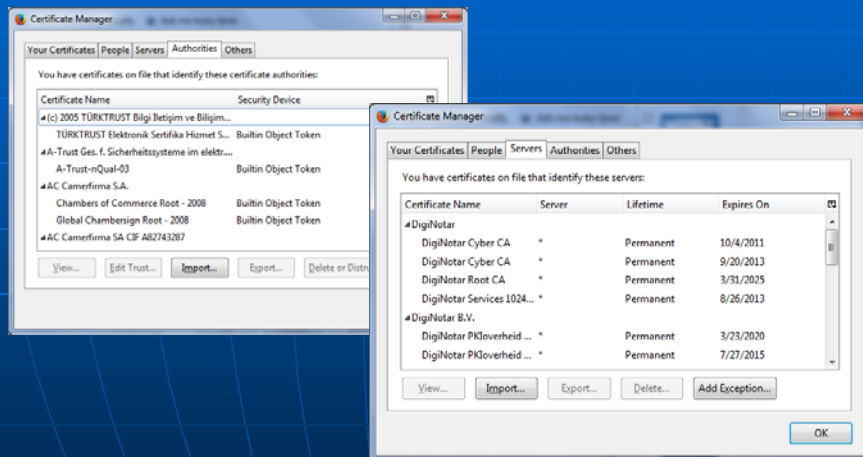 Certificate Manager
Your Certificates People Servers Authorities Others
You have certificates on file that identify these certificate authorities:
Certificate Name Security Device
(c) 2005 TÜRKTRUST Bilgi İletişim ve Bilişim...
TÜRKTRUST Elektronik Sertifika Hizmet S... Builtin Object Token
A-Trust Ges. f. Sicherheitssysteme im elektr....
A-Trust-nQual-03 Builtin Object Token
AC Camerfirma S.A.
Chambers of Commerce Root - 2008 Builtin Object Token
Global Chambersign Root - 2008 Builtin Object Token
AC Camerfirma SA CIF A82743287
View... Edit Trust... Import... Export... Delete or Distru
Certificate Manager
Your Certificates People Servers Authorities Others
You have certificates on file that identify these servers:
Certificate Name Server Lifetime Expires On
DigiNotar
DigiNotar Cyber CA * Permanent 10/4/2011
DigiNotar Cyber CA * Permanent 9/20/2013
DigiNotar Root CA * Permanent 3/31/2025
DigiNotar Services 1024... * Permanent 8/26/2013
DigiNotar B.V.
DigiNotar PKIoverheid ... * Permanent 3/23/2020
DigiNotar PKIoverheid ... * Permanent 7/27/2015
View... Import... Export... Delete... Add Exception...
OK